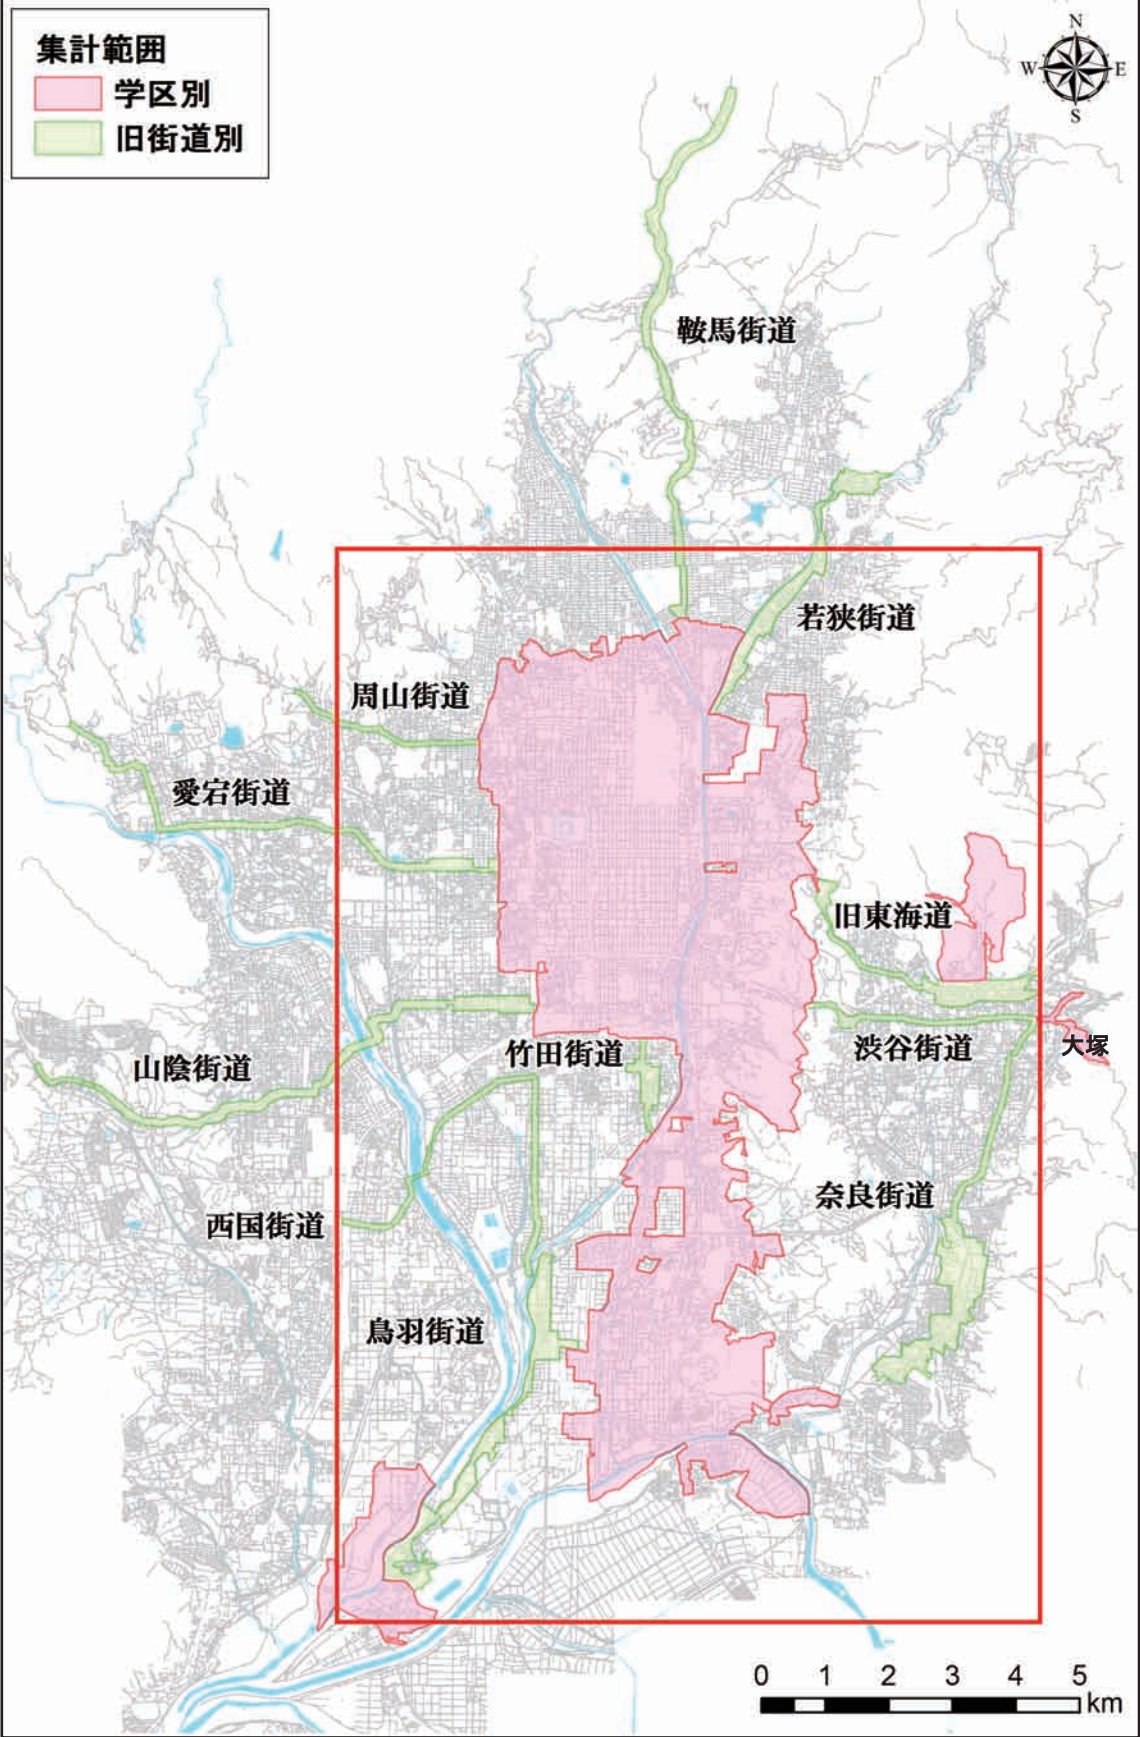 集計範囲
学区別
旧街道別
N
W
E
S
鞍馬街道
若狭街道
周山街道
愛宕街道
旧東海道
渋谷街道
大塚
竹田街道
山陰街道
奈良街道
西国街道
鳥羽街道
0 1 2 3 4 5
km